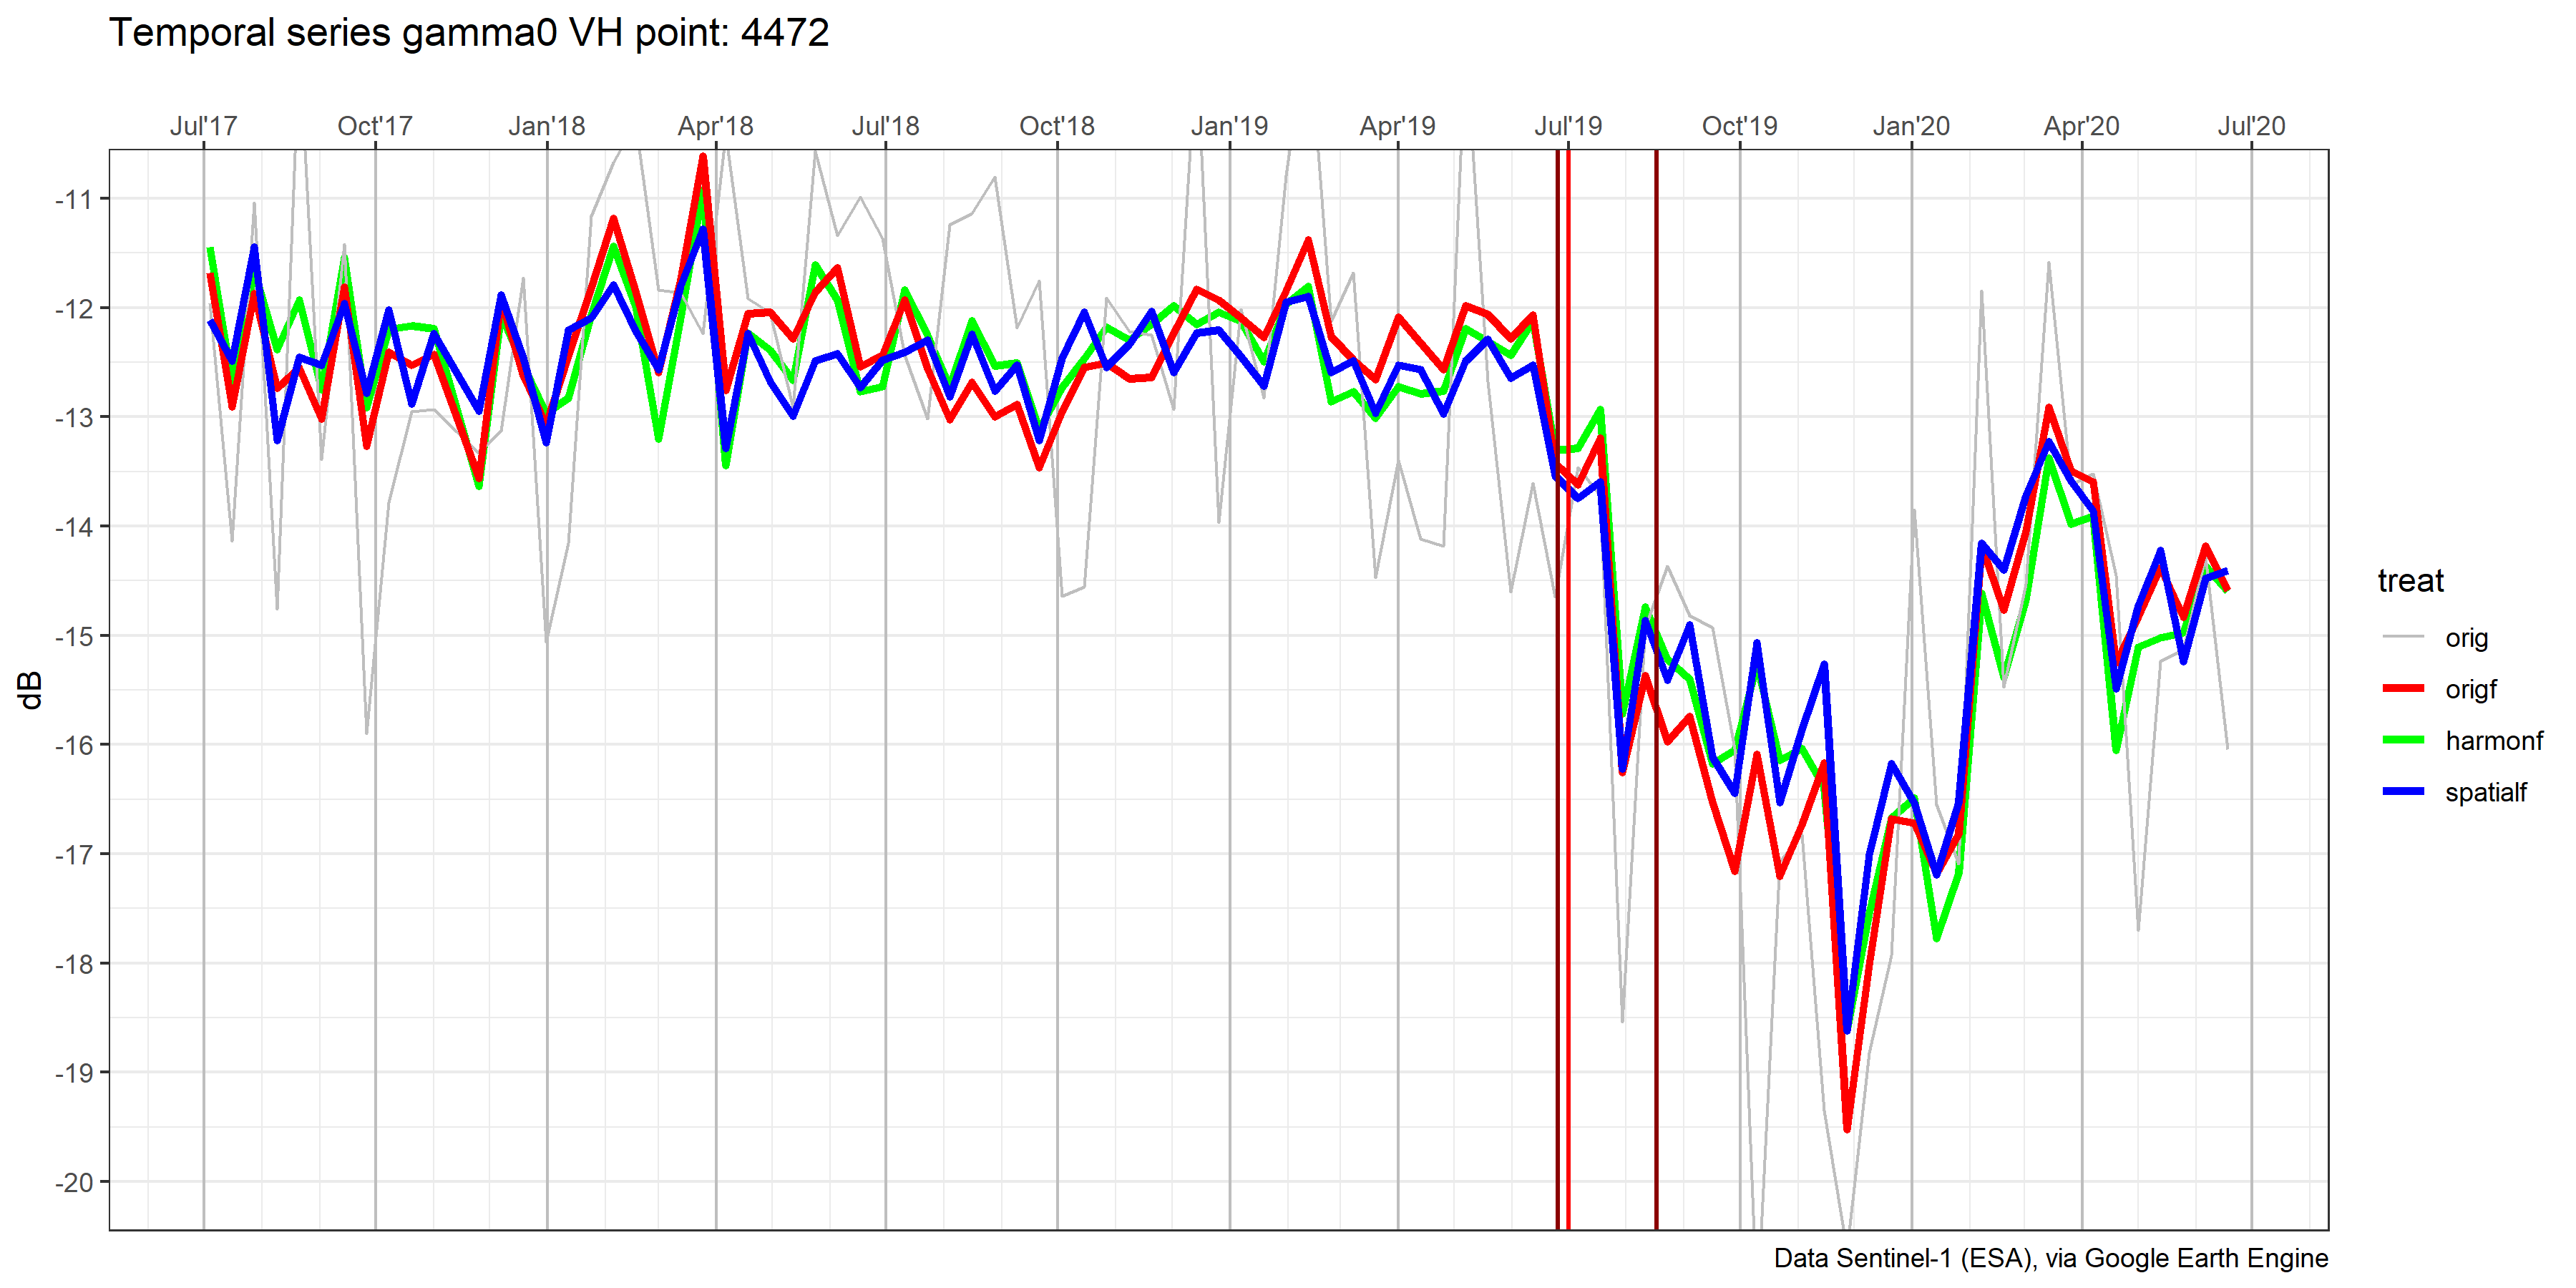 Temporal series gamma0 VH point: 4472
Jul'17 Oct'17 Jan'18 Apr'18 Jul'18 Oct'18 Jan'19 Apr'19 Jul'19 Oct'19 Jan'20 Apr'20 Jul'20
-11
-12
-13
-14
-15
-16
-17
-18
-19
-20
dB
treat
orig
origf
harmonf
spatialf
Data Sentinel-1 (ESA), via Google Earth Engine